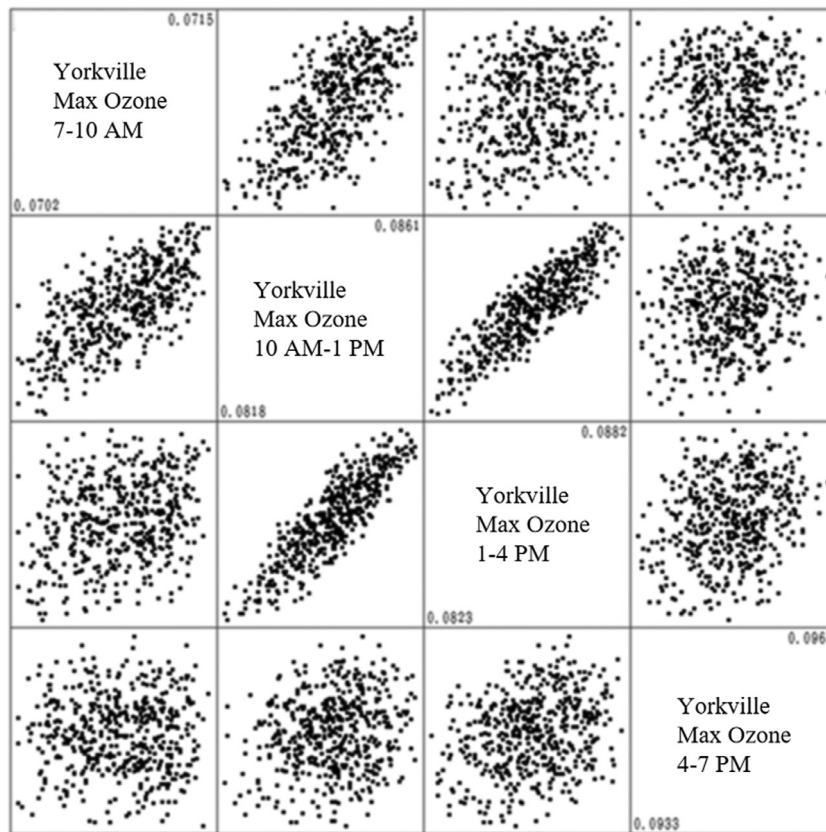 0.0715
Yorkville
Max Ozone
7-10 AM
0.0702
0.0861
Yorkville
Max Ozone
10 AM-1 PM
0.0818
0.0882
Yorkville
Max Ozone
1-4 PM
0.0823
0.096
Yorkville
Max Ozone
4-7 PM
0.0933